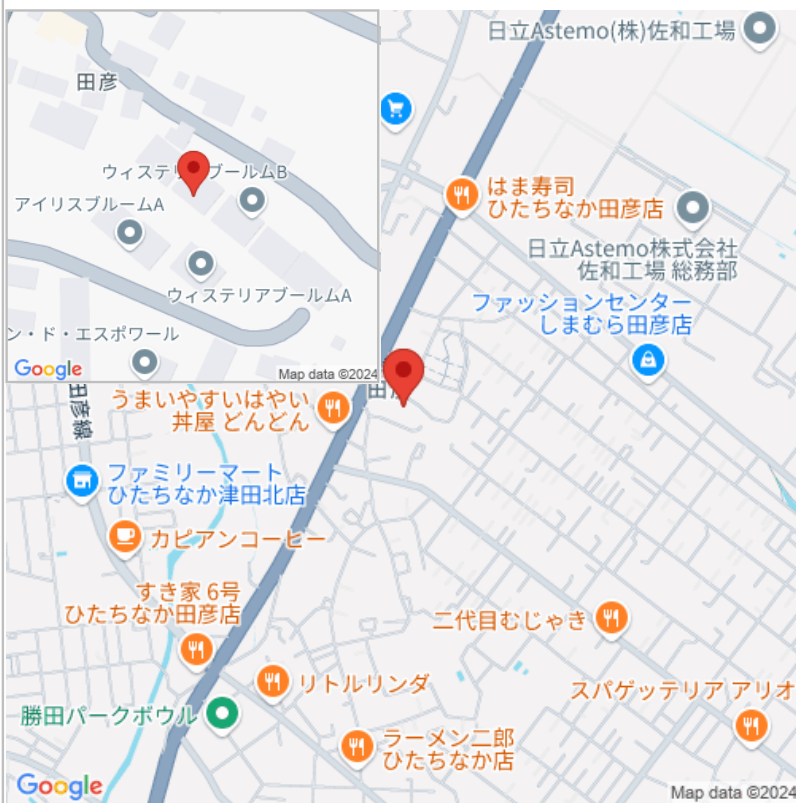 田彦
ウィステリアブールムB
アイリスブルームA
ウィステリアブールムA
ン・ド・エスポワール
Google
Map data ©2024
日立Astemo(株)佐和工場
はま寿司
ひたちなか田彦店
日立Astemo株式会社
佐和工場 総務部
ファッションセンター
しまむら田彦店
田彦
うまいやすいはやい
丼屋 どんどん
田彦線
ファミリーマート
ひたちなか津田北店
カピアンコーヒー
すき家 6号
ひたちなか田彦店
二代目むじゃき
リトルリンダ
スパゲッテリア アリオ
勝田パークボウル
ラーメン二郎
ひたちなか店
Google
Map data ©2024